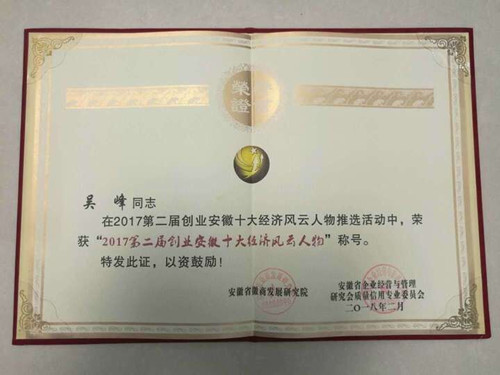 榮
證
吴 峰 同志
在2017第二届创业安徽十大经济风云人物推选活动中，荣
获“2017第二届创业安徽十大经济风云人物”称号。
特发此证，以资鼓励！
安徽省徽商发展研究院
安徽省企业经营与管理
研究会质量信用专业委员会
二〇一八年二月